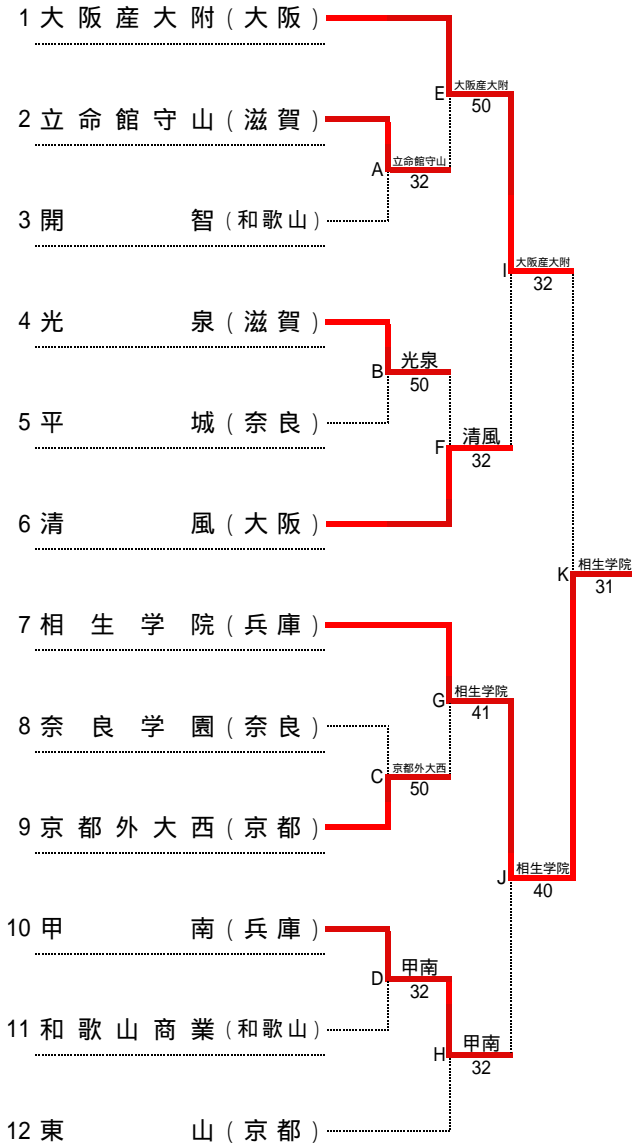 1 大阪産大附(大阪)
大阪産大附
E 50
2 立命館守山(滋賀)
立命館守山
A 32
3 開智(和歌山)
大阪産大附
I 32
4 光泉(滋賀)
光泉
B 50
5 平城(奈良)
清風
F 32
6 清風(大阪)
相生学院
K 31
7 相生学院(兵庫)
相生学院
G 41
8 奈良学園(奈良)
京都外大西
C 50
9 京都外大西(京都)
相生学院
J 40
10 甲南(兵庫)
甲南
D 32
11 和歌山商業(和歌山)
甲南
H 32
12 東山(京都)